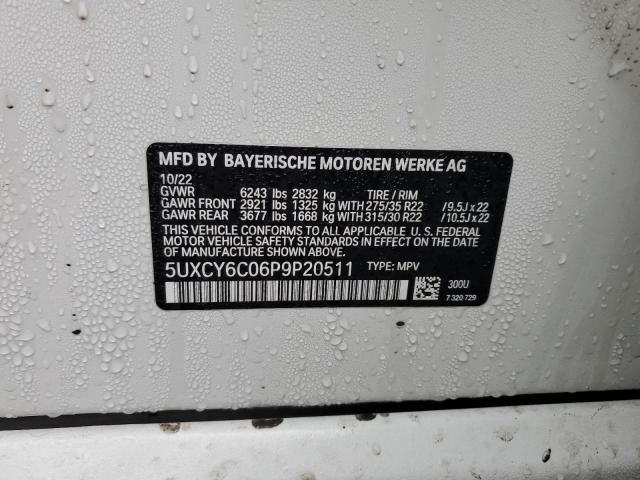 MFD BY BAYERISCHE MOTOREN WERKE AG
10/22
GVWR 6243 lbs 2832 kg TIRE / RIM
GAWR FRONT 2921 lbs 1325 kg WITH 275/35 R22 / 9.5J x 22
GAWR REAR 3677 lbs 1668 kg WITH 315/30 R22 / 10.5J x 22
THIS VEHICLE CONFORMS TO ALL APPLICABLE U. S. FEDERAL
MOTOR VEHICLE SAFETY STANDARDS IN EFFECT ON THE DATE
OF MANUFACTURE SHOWN ABOVE.
5UXCY6C06P9P20511 TYPE: MPV
300U
7 320 729